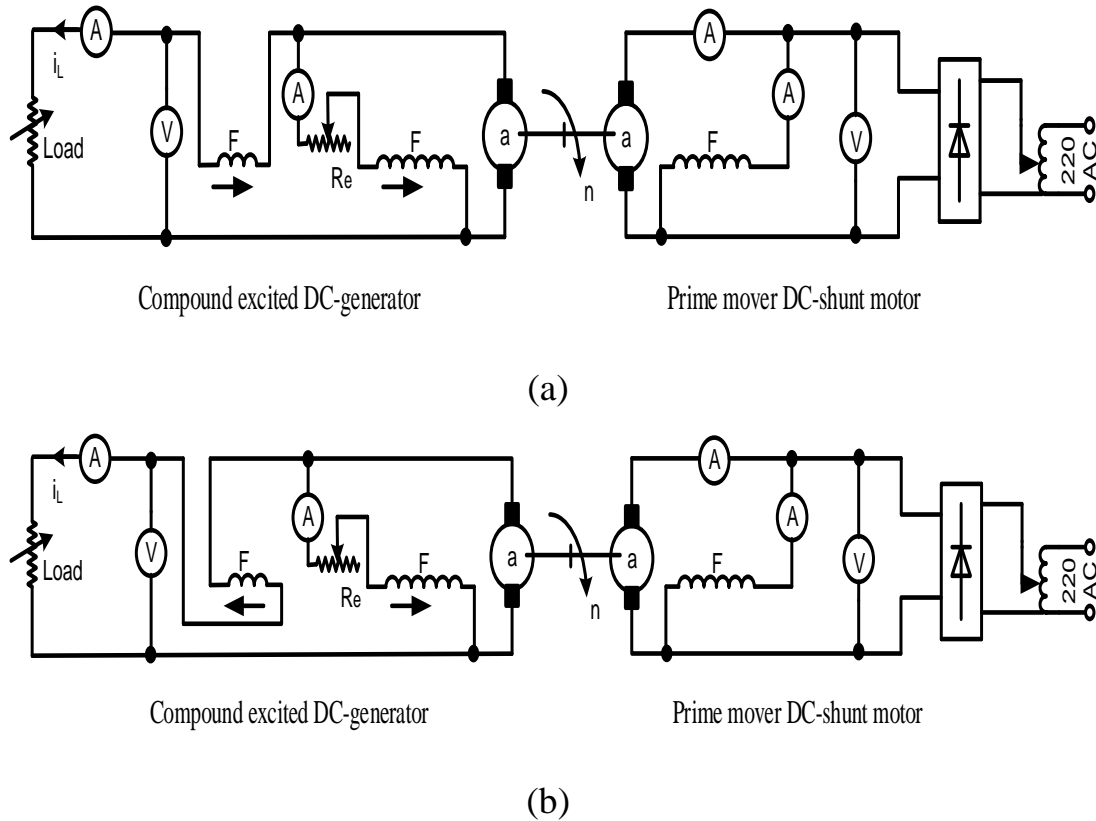 A
A
iL
A
A
V
F
a
a
V
Load
F
Re
F
n
220
AC
Compound excited DC-generator
Prime mover DC-shunt motor
(a)
A
A
iL
A
A
V
F
a
a
V
Load
F
Re
F
n
220
AC
Compound excited DC-generator
Prime mover DC-shunt motor
(b)